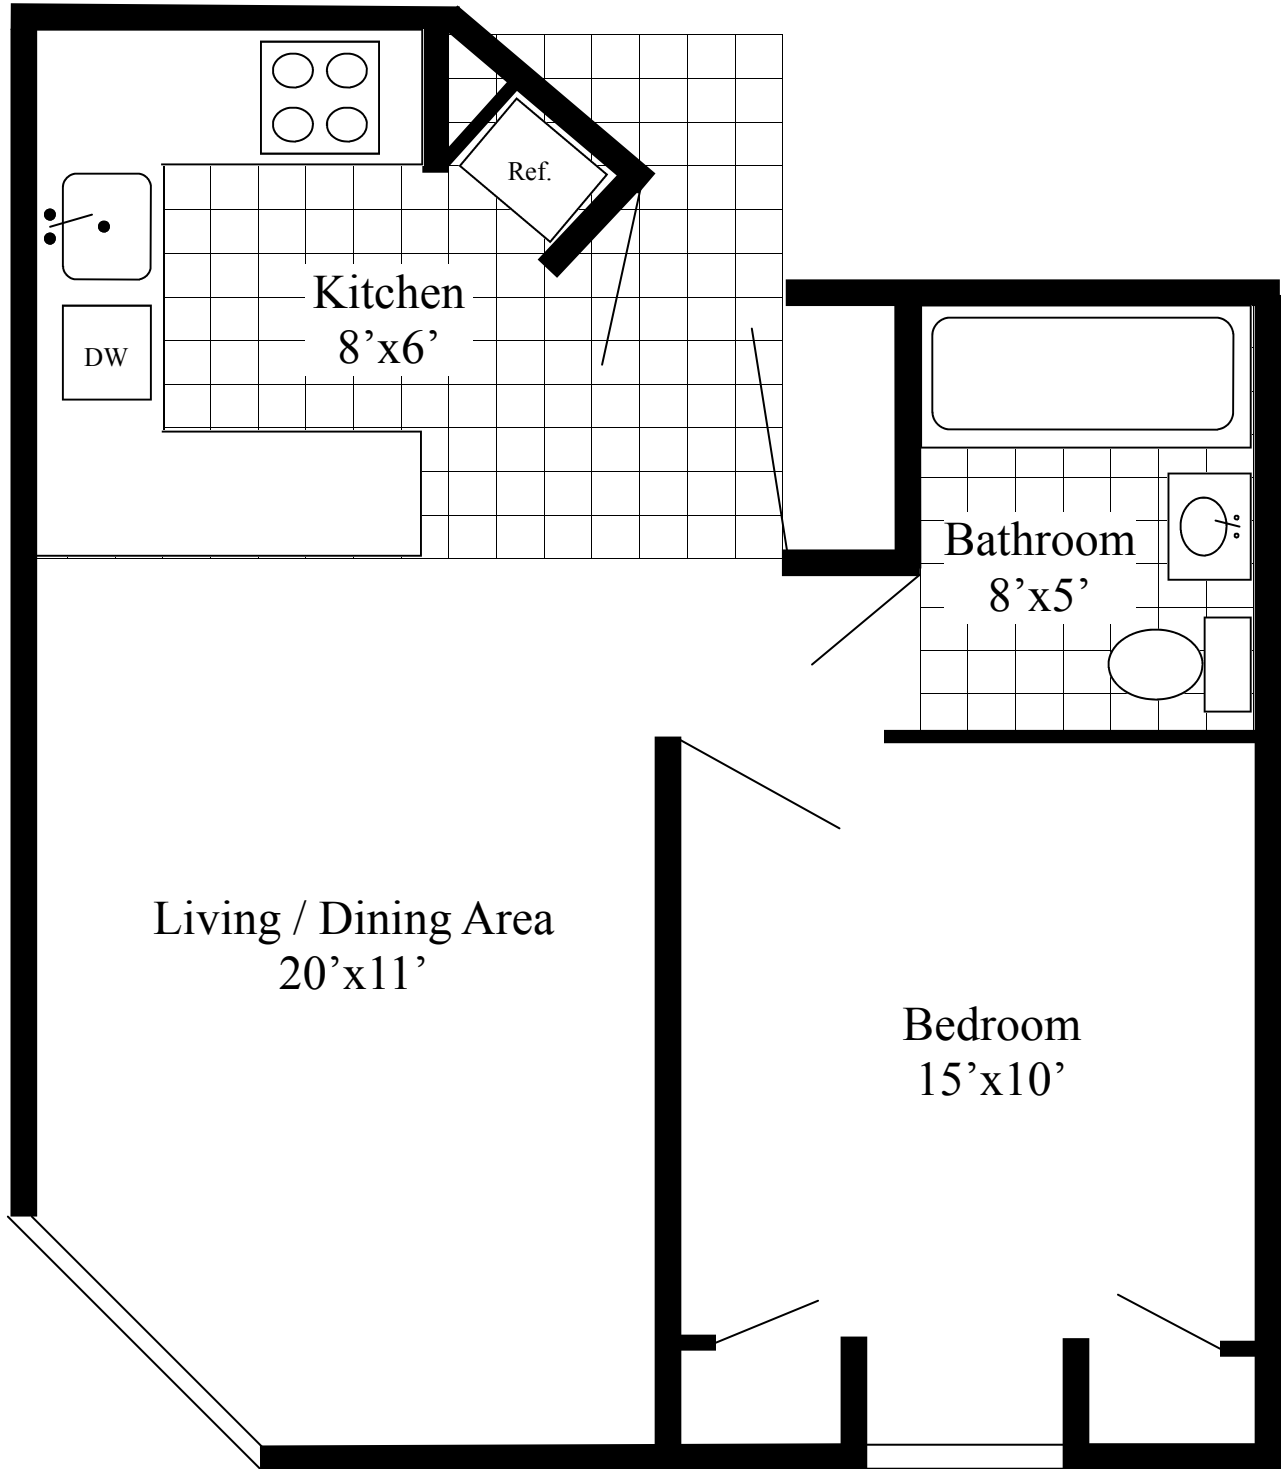 Ref.
Kitchen
8’x6’
DW
Bathroom
8’x5’
Living / Dining Area
20’x11’
Bedroom
15’x10’